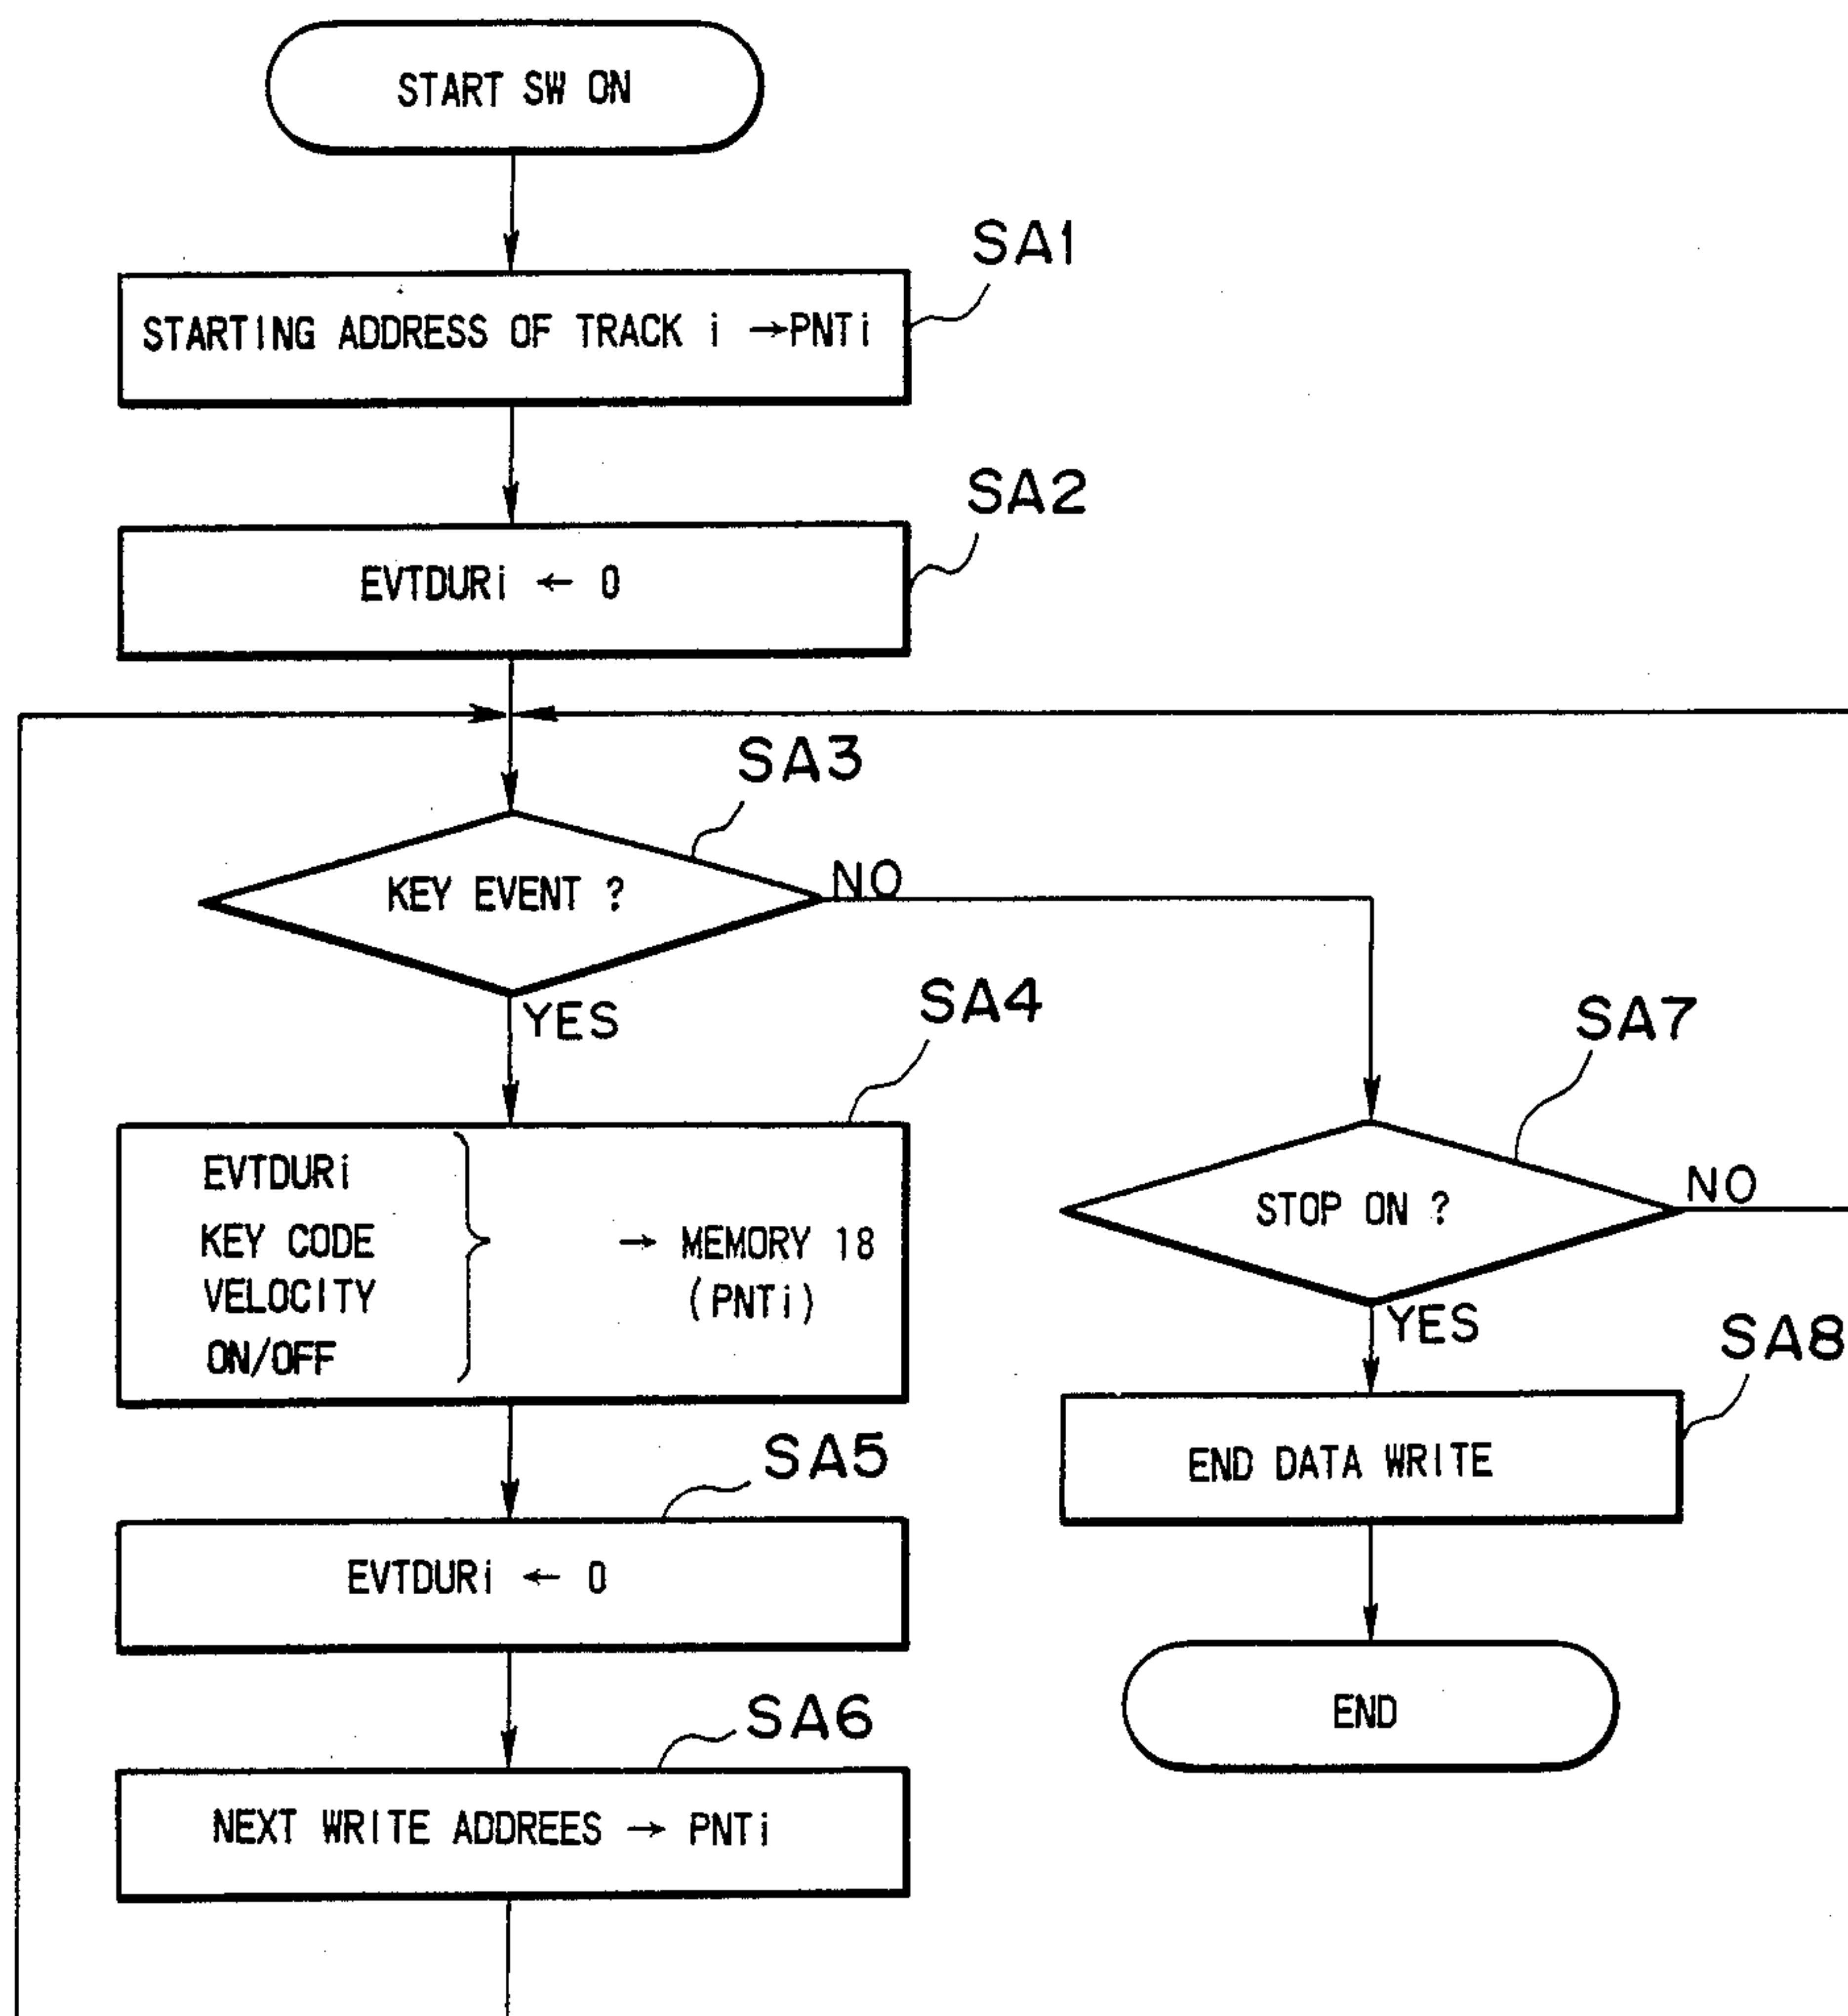 START SW ON
SA1
STARTING ADDRESS OF TRACK i →PNTi
SA2
EVTDURi ← 0
SA3
KEY EVENT ?
NO
YES
SA4
EVTDURi
KEY CODE
VELOCITY
ON/OFF
→ MEMORY 18
(PNTi)
SA5
EVTDURi ← 0
SA6
NEXT WRITE ADDREES → PNTi
SA7
STOP ON ?
NO
YES
SA8
END DATA WRITE
END